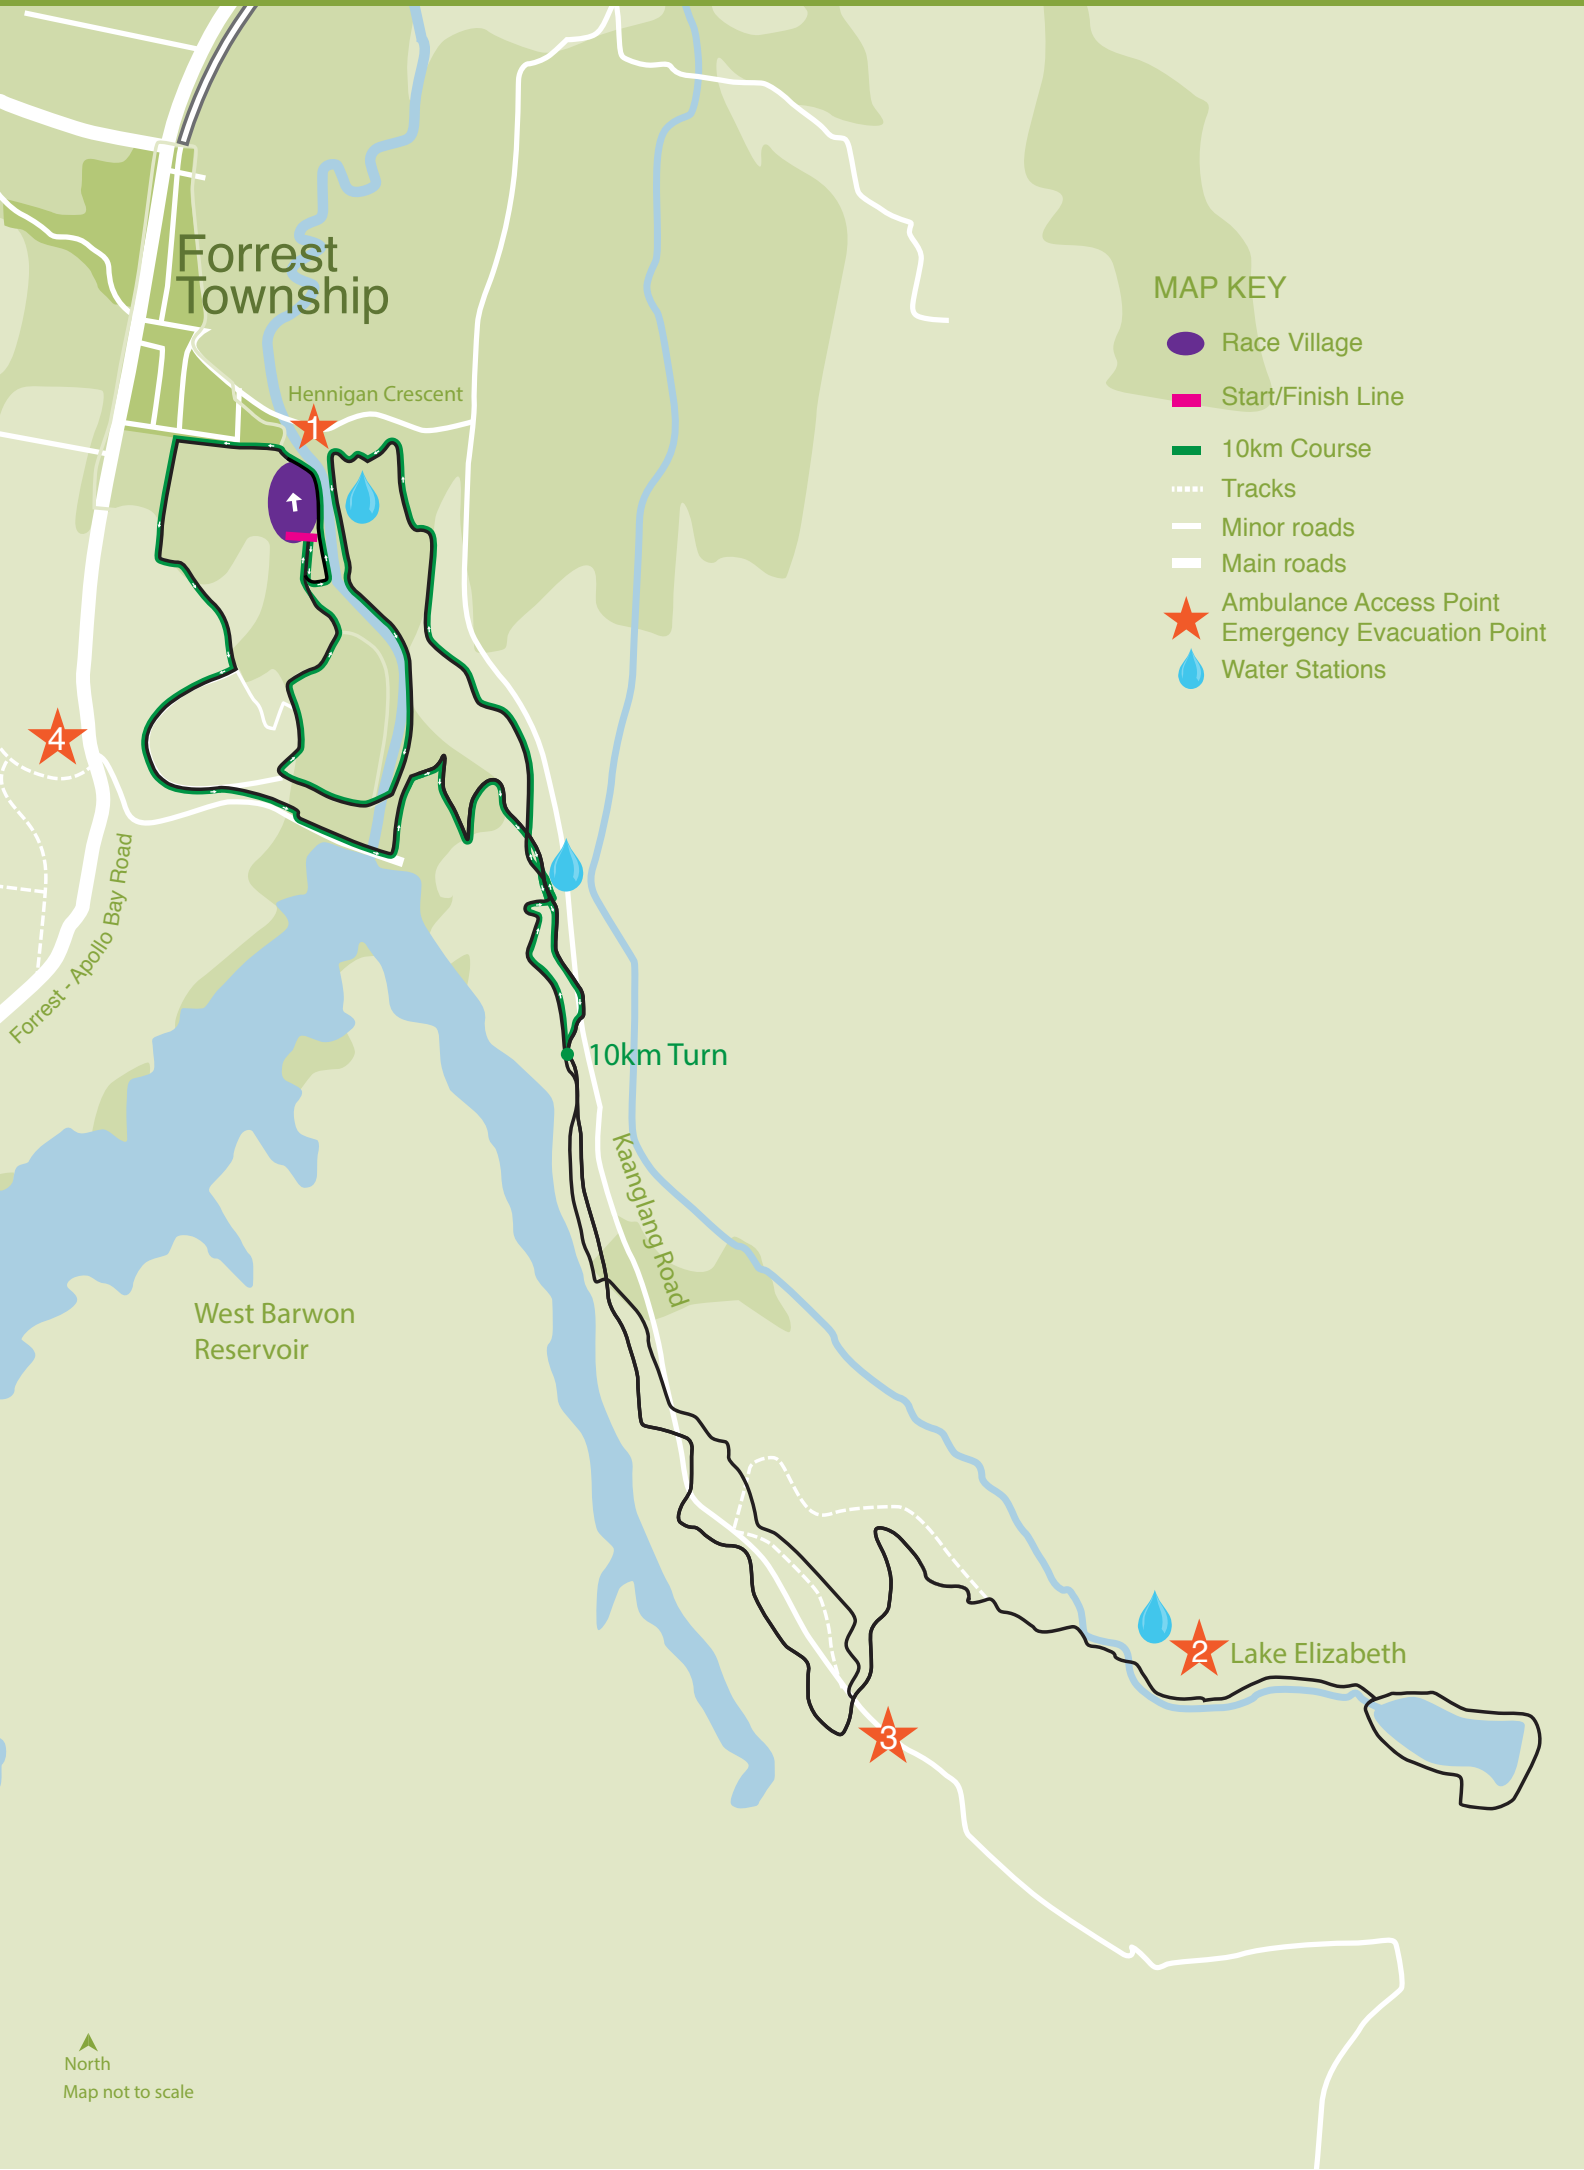 Forrest
Township
Hennigan Crescent
1
MAP KEY
Race Village
Start/Finish Line
10km Course
Tracks
Minor roads
Main roads
Ambulance Access Point
Emergency Evacuation Point
Water Stations
4
Forrest - Apollo Bay Road
10km Turn
Kaanglang Road
West Barwon
Reservoir
2
Lake Elizabeth
3
North
Map not to scale